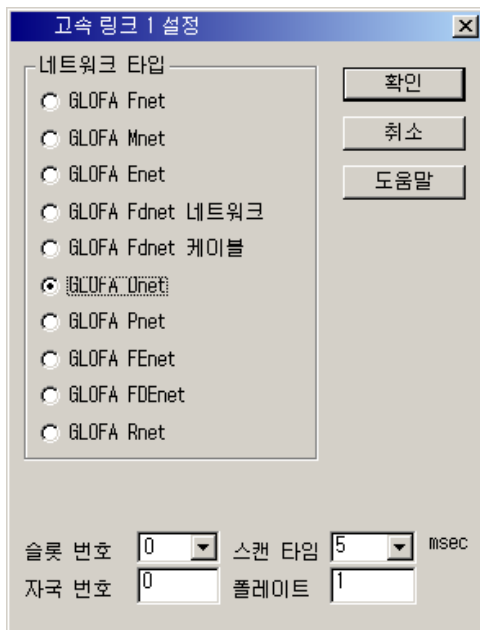 고속 링크 1 설정
네트워크 타입
GLOFA Fnet
GLOFA Mnet
GLOFA Enet
GLOFA Fdnet 네트워크
GLOFA Fdnet 케이블
GLOFA Dnet
GLOFA Pnet
GLOFA FEnet
GLOFA FDEnet
GLOFA Rnet
확인
취소
도움말
슬롯 번호 0 스캔 타임 5 msec
자국 번호 0 폴레이트 1